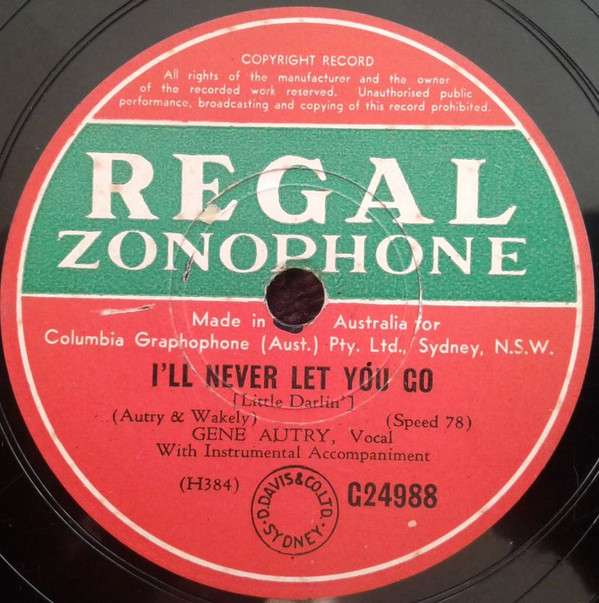 COPYRIGHT RECORD
All rights of the manufacturer and the owner
of the recorded work reserved. Unauthorised public
performance, broadcasting and copying of this record prohibited.
REGAL
ZONOPHONE
Made in Australia for
Columbia Graphophone (Aust.) Pty. Ltd., Sydney, N.S.W.
I'LL NEVER LET YOU GO
[Little Darlin']
(Autry & Wakely) (Speed 78)
GENE AUTRY, Vocal
With Instrumental Accompaniment
(H384) D.DAVIS&CO.LTD. SYDNEY. G24988